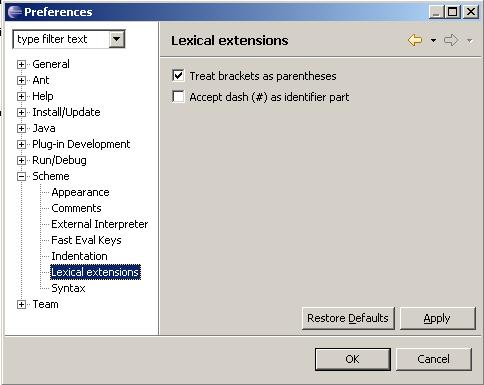 Preferences
type filter text
Lexical extensions
General
Ant
Help
Install/Update
Java
Plug-in Development
Run/Debug
Scheme
Appearance
Comments
External Interpreter
Fast Eval Keys
Indentation
Lexical extensions
Syntax
Team
Treat brackets as parentheses
Accept dash (#) as identifier part
Restore Defaults
Apply
OK
Cancel